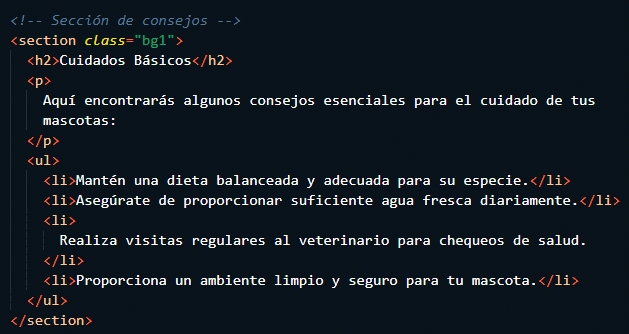 <!-- Sección de consejos -->
<section class="bg1">
<h2>Cuidados Básicos</h2>
<p>
Aquí encontrarás algunos consejos esenciales para el cuidado de tus
mascotas:
</p>
<ul>
<li>Mantén una dieta balanceada y adecuada para su especie.</li>
<li>Asegúrate de proporcionar suficiente agua fresca diariamente.</li>
<li>
Realiza visitas regulares al veterinario para chequeos de salud.
</li>
<li>Proporciona un ambiente limpio y seguro para tu mascota.</li>
</ul>
</section>